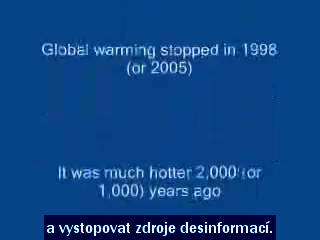 Global warming stopped in 1998
(or 2005)
It was much hotter 2,000 (or
1,000) years ago
a vystopovat zdroje desinformací.